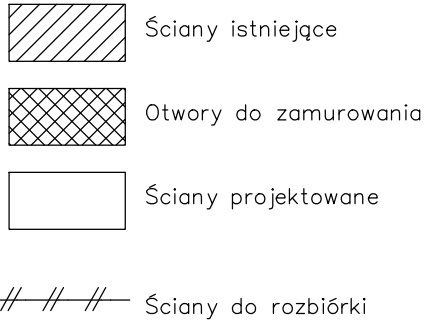 Ściany istniejące
Otwory do zamurowania
Ściany projektowane
Ściany do rozbiórki